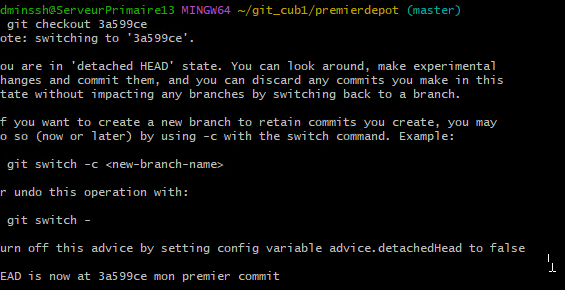 dminssh@ServeurPrimaire13 MINGW64 ~/git_cub1/premierdepot (master)
git checkout 3a599ce
ote: switching to '3a599ce'.
ou are in 'detached HEAD' state. You can look around, make experimental
hanges and commit them, and you can discard any commits you make in this
tate without impacting any branches by switching back to a branch.
f you want to create a new branch to retain commits you create, you may
o so (now or later) by using -c with the switch command. Example:
git switch -c <new-branch-name>
r undo this operation with:
git switch -
urn off this advice by setting config variable advice.detachedHead to false
EAD is now at 3a599ce mon premier commit